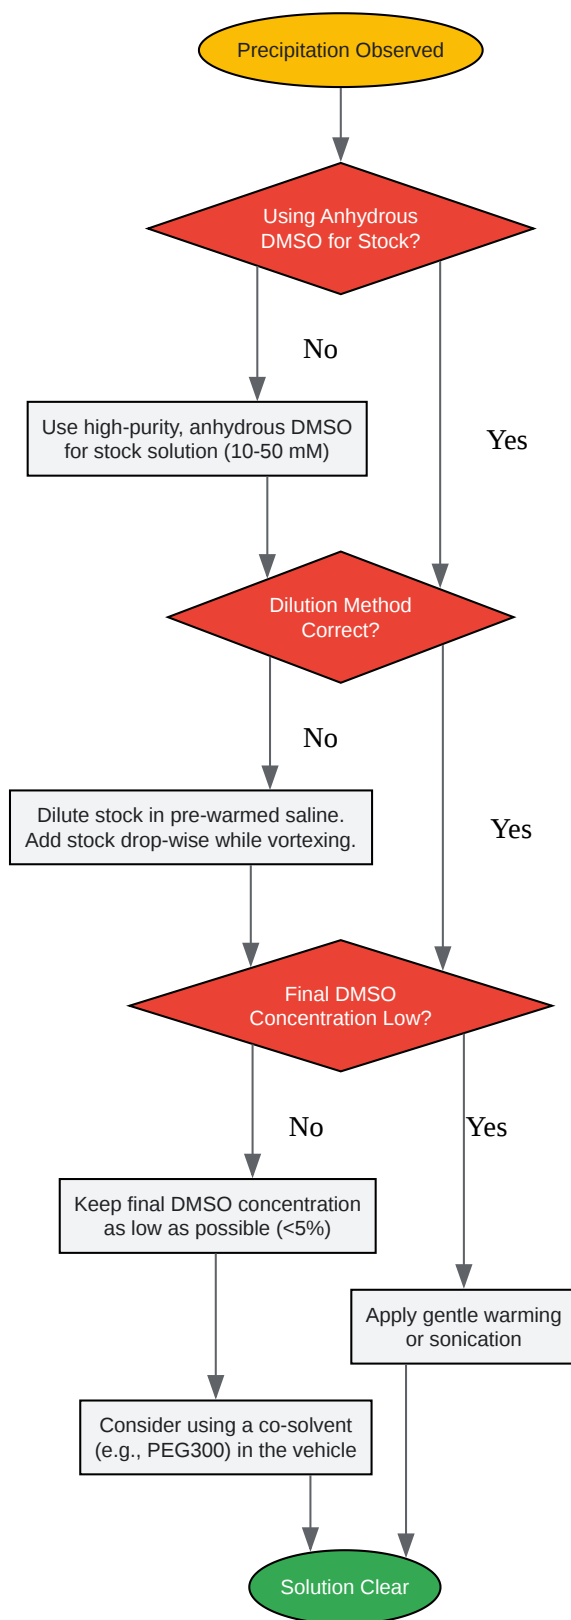 Precipitation Observed
Using Anhydrous
DMSO for Stock?
No
Use high-purity, anhydrous DMSO
for stock solution (10-50 mM)
Yes
Dilution Method
Correct?
No
Dilute stock in pre-warmed saline.
Add stock drop-wise while vortexing.
Yes
Final DMSO
Concentration Low?
No
Yes
Keep final DMSO concentration
as low as possible (<5%)
Apply gentle warming
or sonication
Consider using a co-solvent
(e.g., PEG300) in the vehicle
Solution Clear